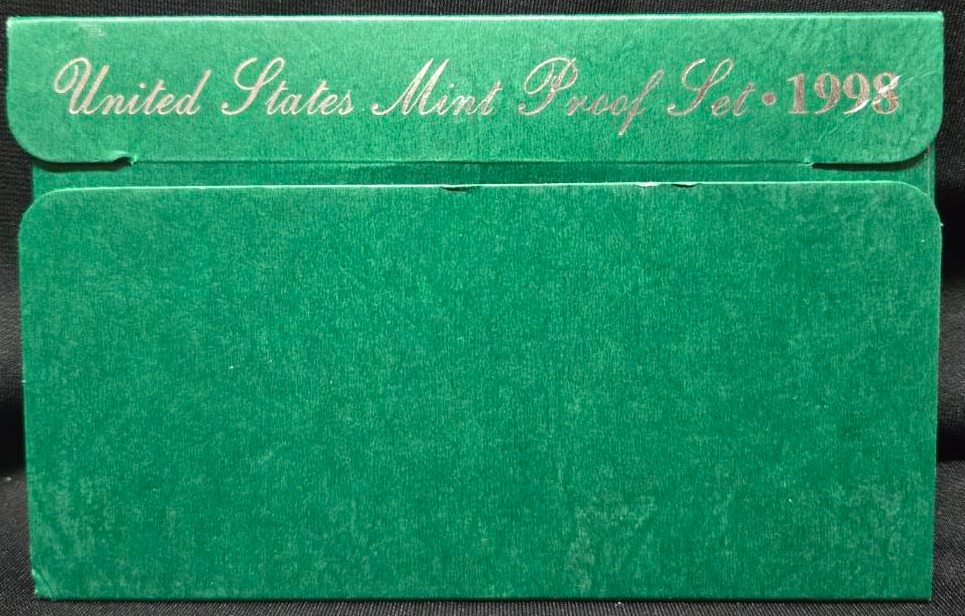 United States Mint Proof Set • 1998